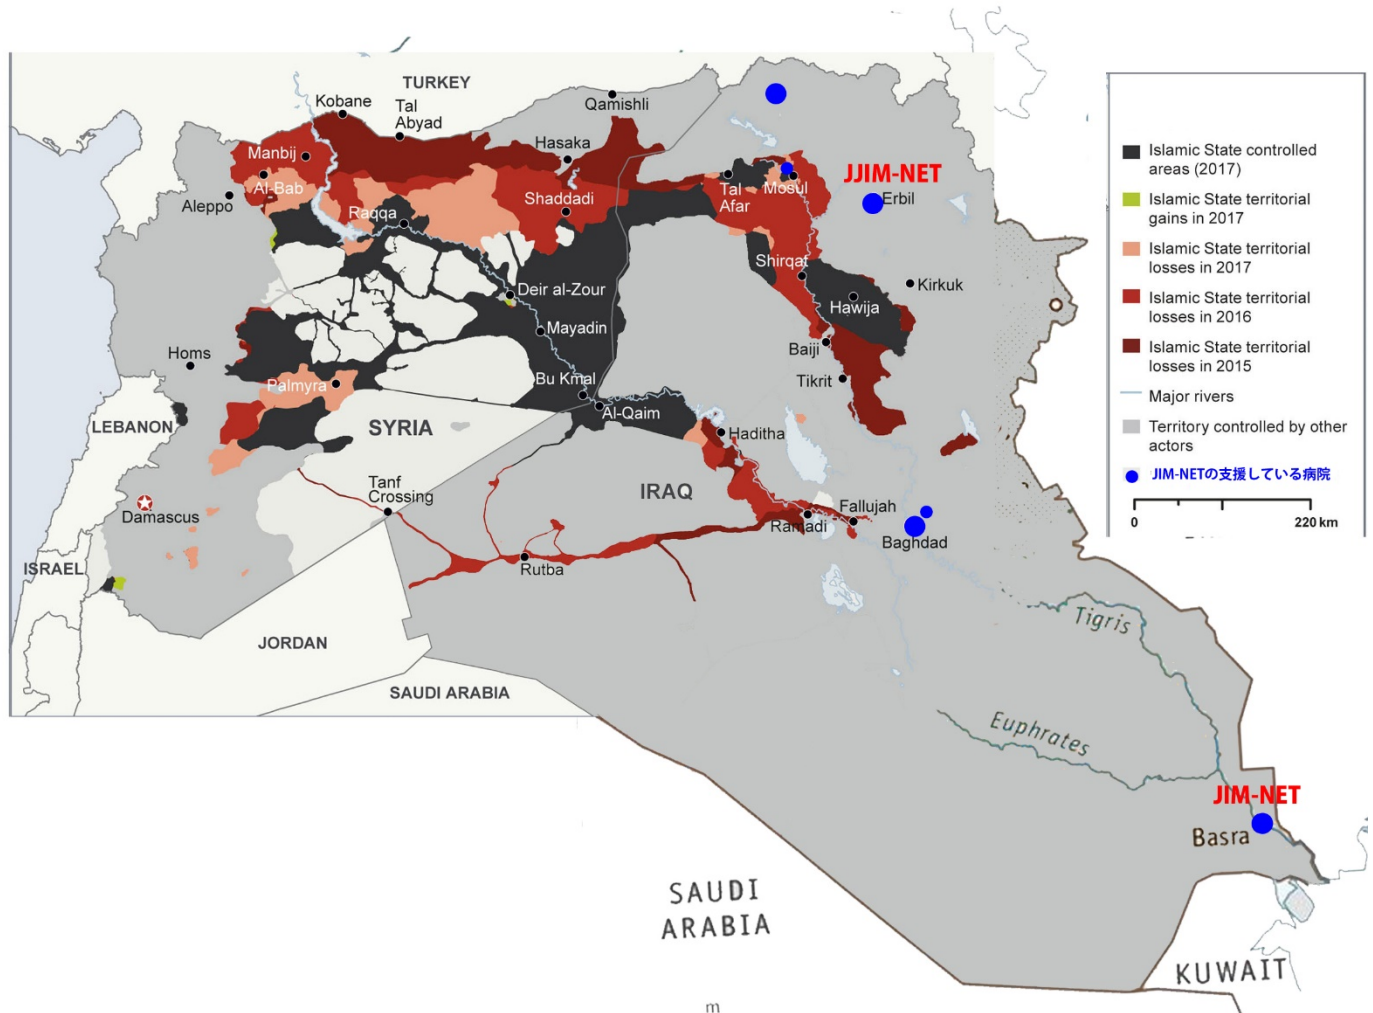 TURKEY
Kobane
Tal
Abyad
Qamishli
Manbij
Hasaka
Al-Bab
Aleppo
Raqqa
Shaddadi
Tal
Afar
Mosul
JJIM-NET
Erbil
Shirqat
Kirkuk
Hawija
Deir al-Zour
Mayadin
Baiji
Homs
Tikrit
Palmyra
Bu Kmal
Al-Qaim
LEBANON
SYRIA
Haditha
Tanf
Crossing
IRAQ
Damascus
Ramadi
Fallujah
Baghdad
ISRAEL
Rutba
JORDAN
SAUDI ARABIA
Tigris
Euphrates
JIM-NET
Basra
SAUDI
ARABIA
KUWAIT
m
Islamic State controlled
areas (2017)
Islamic State territorial
gains in 2017
Islamic State territorial
losses in 2017
Islamic State territorial
losses in 2016
Islamic State territorial
losses in 2015
Major rivers
Territory controlled by other
actors
JIM-NETの支援している病院
0 220 km